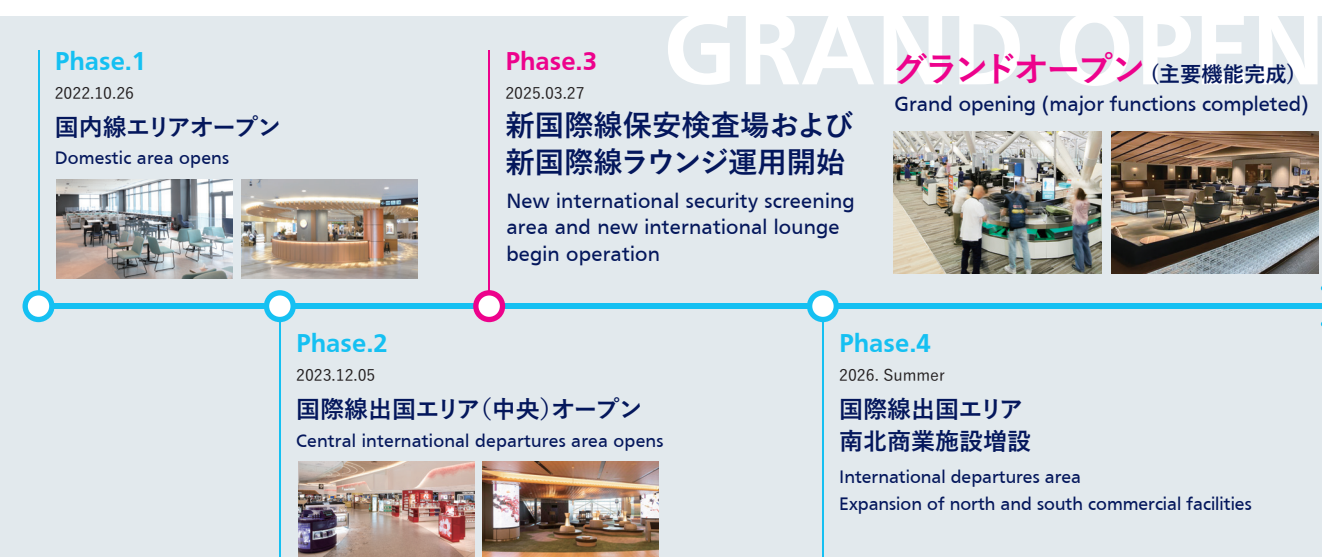 GRAND OPEN
Phase.1
2022.10.26
国内線エリアオープン
Domestic area opens
Phase.3
2025.03.27
新国際線保安検査場および
新国際線ラウンジ運用開始
New international security screening
area and new international lounge
begin operation
グランドオープン(主要機能完成)
Grand opening (major functions completed)
Phase.2
2023.12.05
国際線出国エリア(中央)オープン
Central international departures area opens
Phase.4
2026. Summer
国際線出国エリア
南北商業施設増設
International departures area
Expansion of north and south commercial facilities